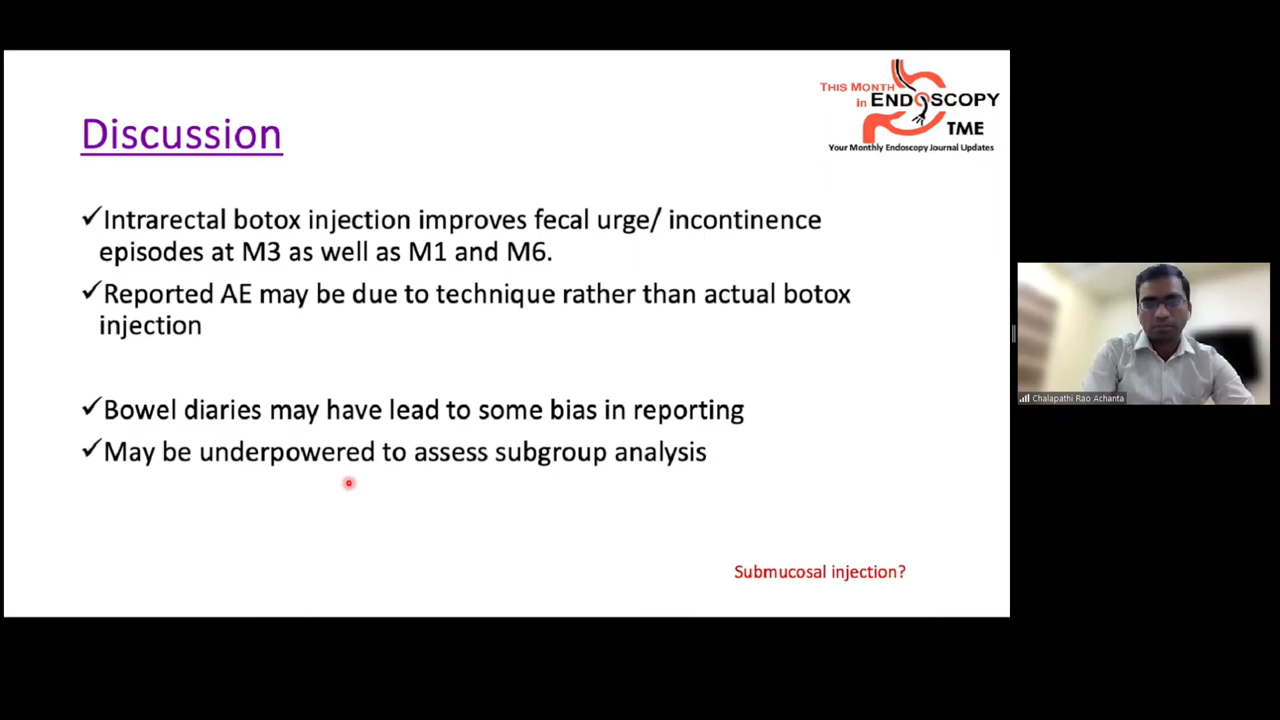 THIS MONTH
in ENDOSCOPY
TME
Your Monthly Endoscopy Journal Updates
Discussion
✓Intrarectal botox injection improves fecal urge/ incontinence
episodes at M3 as well as M1 and M6.
✓Reported AE may be due to technique rather than actual botox
injection
✓Bowel diaries may have lead to some bias in reporting
✓May be underpowered to assess subgroup analysis
Submucosal injection?
Chalapathi Rao Achanta